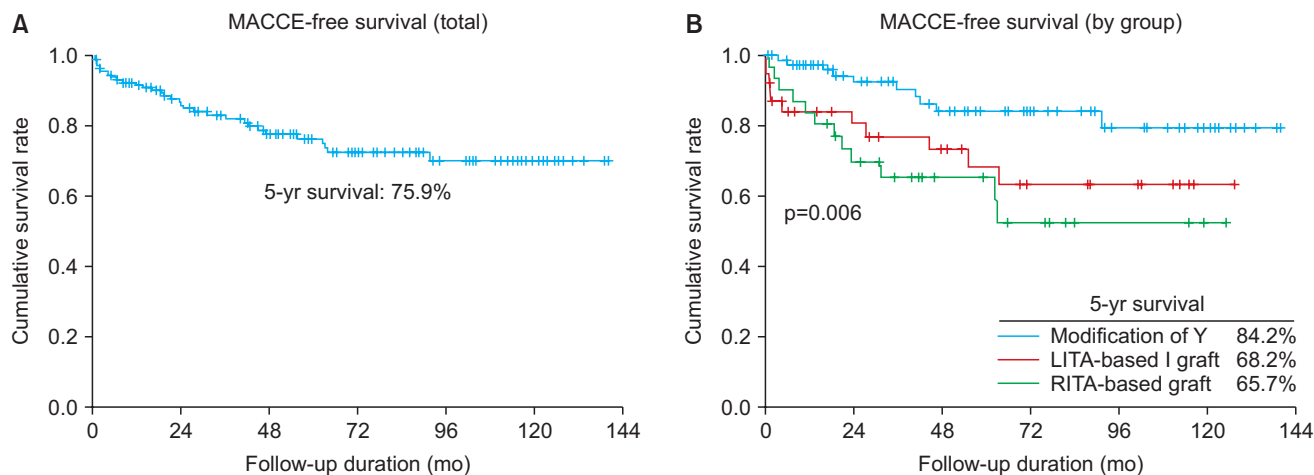 A
MACCE-free survival (total)
Cumulative survival rate
1.0
0.8
0.6
0.4
0.2
0.0
5-yr survival: 75.9%
0 24 48 72 96 120 144
Follow-up duration (mo)
B
MACCE-free survival (by group)
Cumulative survival rate
1.0
0.8
0.6
0.4
0.2
0.0
p=0.006
5-yr survival
Modification of Y 84.2%
LITA-based I graft 68.2%
RITA-based graft 65.7%
0 24 48 72 96 120 144
Follow-up duration (mo)